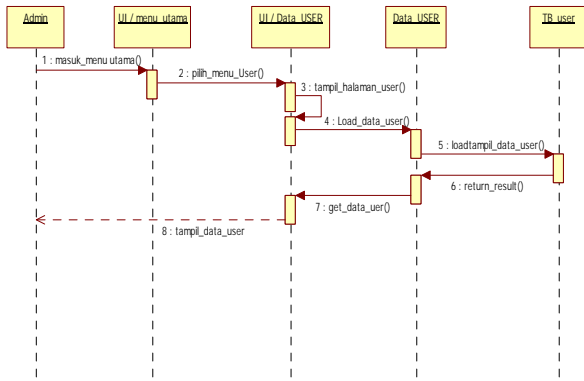 Admin
UI / menu_utama
UI / Data_USER
Data_USER
TB_user
1 : masuk_menu utama()
2 : pilih_menu_User()
3 : tampil_halaman_user()
4 : Load_data_user()
5 : loadtampil_data_user()
6 : return_result()
7 : get_data_uer()
8 : tampil_data_user